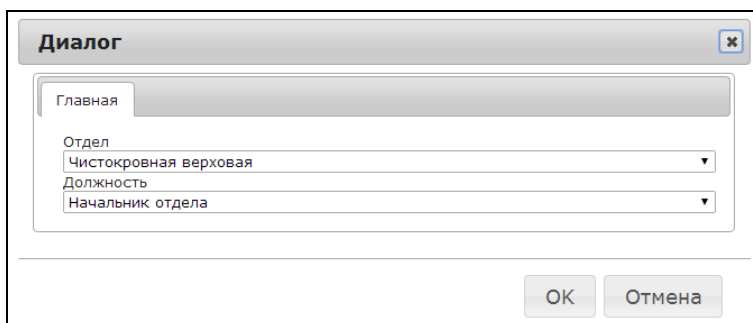 Диалог
Главная
Отдел
Чистокровная верховая
Должность
Начальник отдела
OK Отмена